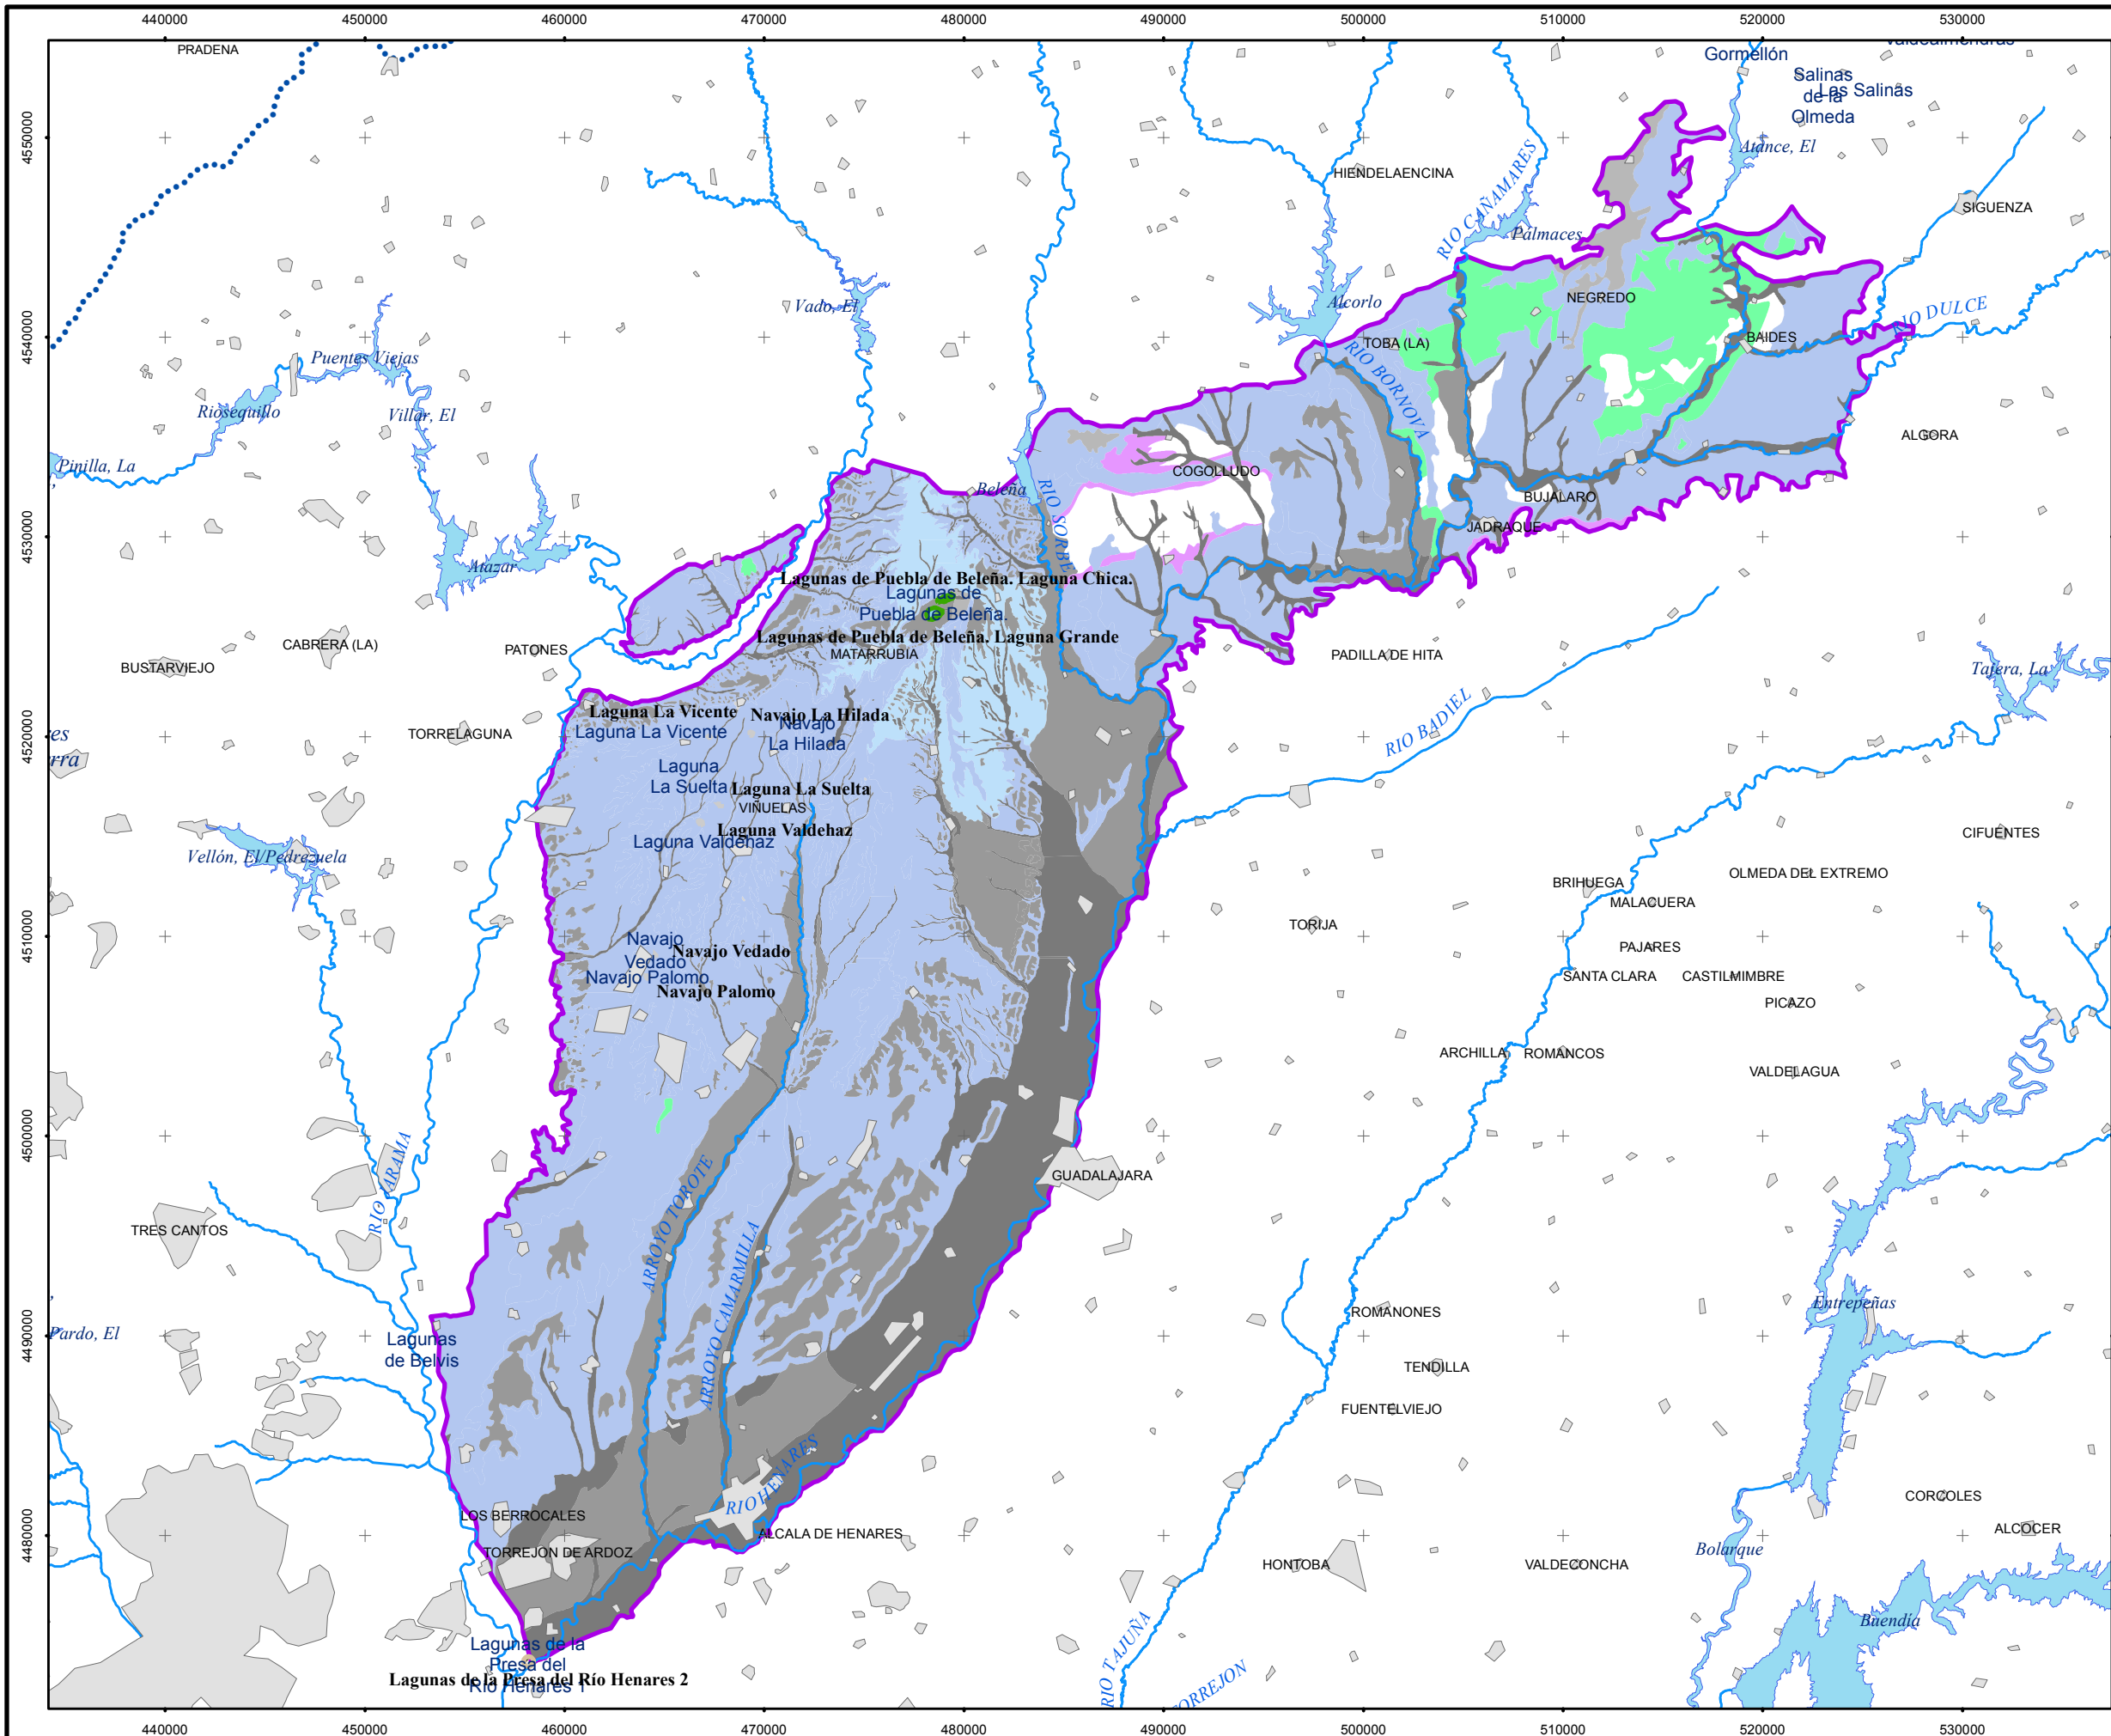 440000 450000 460000 470000 480000 490000 500000 510000 520000 530000
PRADENA
Gormellón
Salinas
de la
Olmeda
Las Salinas
4550000
Atance, El
HIENDELAENCINA
RIO CAÑAMARES
SIGUENZA
Pálmaces
Vado, El
Alcorlo
NEGREDO
RIO DULCE
4540000
TOBA (LA)
BAIDES
RIO BORNOVA
Puentes Viejas
Riosequillo
Villar, El
ALGORA
Pinilla, La
COGOLLUDO
Beleña
RIO SORBE
BUJALARO
JADRAQUE
4530000
Atazar
Lagunas de Puebla de Beleña. Laguna Chica.
Lagunas de
Puebla de Beleña.
Lagunas de Puebla de Beleña. Laguna Grande
MATARRUBIA
CABRERA (LA)
PATONES
BUSTARVIEJO
PADILLA DE HITA
Tajera, La
RIO BADIEL
Laguna La Vicente
Navajo La Hilada
Laguna La Vicente
Navajo
La Hilada
TORRELAGUNA
4520000
es
rra
Laguna
La Suelta
Laguna La Suelta
VIÑUELAS
Laguna Valdehaz
Laguna Valdehaz
Vellón, El/Pedrezuela
CIFUENTES
OLMEDA DEL EXTREMO
BRIHUEGA
MALACUERA
TORIJA
4510000
PAJARES
Navajo
Vedado
Navajo Vedado
Navajo Palomo
Navajo Palomo
SANTA CLARA
CASTILMIMBRE
PICAZO
ARCHILLA
ROMANCOS
VALDELAGUA
4500000
RIO JARAMA
GUADALAJARA
TRES CANTOS
ARROYO TOROTE
ARROYO CAMARMILLA
Entrepeñas
ROMANONES
4490000
Pardo, El
Lagunas
de Belvis
TENDILLA
FUENTELVIEJO
RIO HENARES
CORCOLES
LOS BERROCALES
ALCALA DE HENARES
ALCOCER
4480000
TORREJON DE ARDOZ
HONTOBA
VALDECONCHA
Bolarque
Buendía
RIO TAJUÑA
TORREJON
Lagunas de la
Presa del
Río Henares 1
Lagunas de la Presa del Río Henares 2
440000 450000 460000 470000 480000 490000 500000 510000 520000 530000